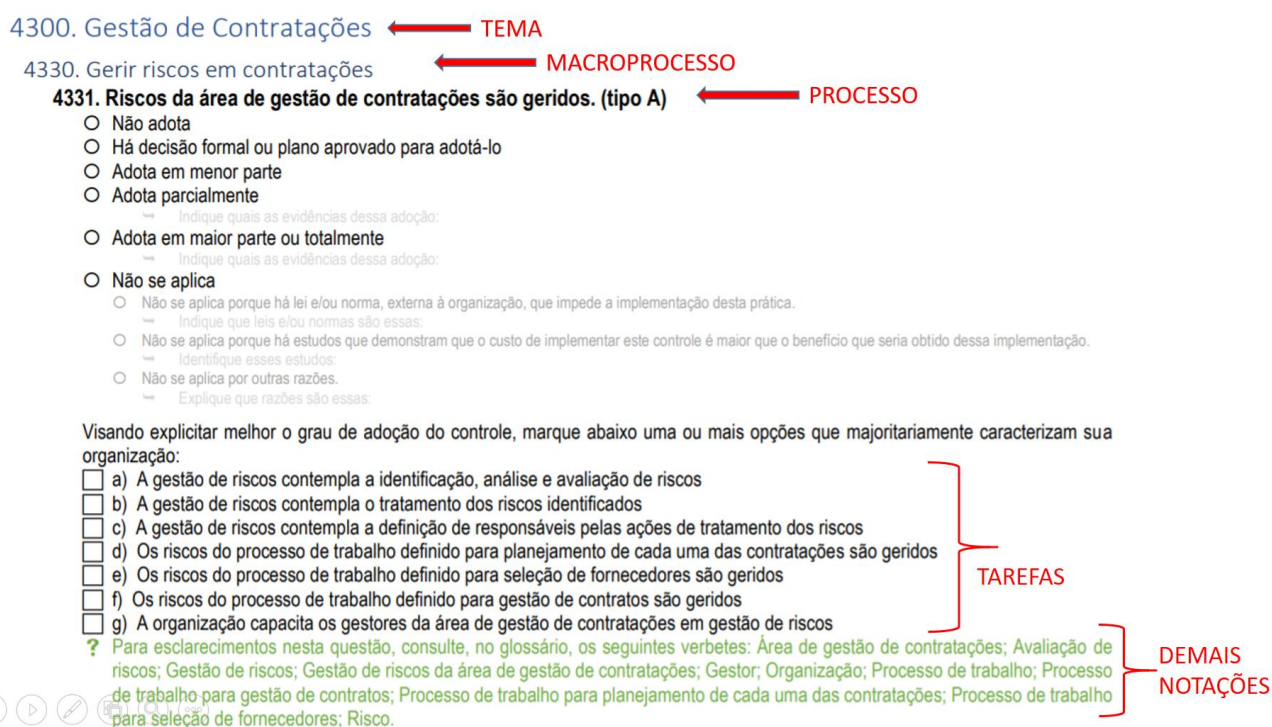 4300. Gestão de Contratações
TEMA
4330. Gerir riscos em contratações
MACROPROCESSO
4331. Riscos da área de gestão de contratações são geridos. (tipo A)
PROCESSO
Não adota
Há decisão formal ou plano aprovado para adotá-lo
Adota em menor parte
Adota parcialmente
Indique quais as evidências dessa adoção:
Adota em maior parte ou totalmente
Indique quais as evidências dessa adoção:
Não se aplica
Não se aplica porque há lei e/ou norma, externa à organização, que impede a implementação desta prática.
Indique que leis e/ou normas são essas:
Não se aplica porque há estudos que demonstram que o custo de implementar este controle é maior que o benefício que seria obtido dessa implementação.
Identifique esses estudos:
Não se aplica por outras razões.
Explique que razões são essas:
Visando explicitar melhor o grau de adoção do controle, marque abaixo uma ou mais opções que majoritariamente caracterizam sua
organização:
a) A gestão de riscos contempla a identificação, análise e avaliação de riscos
b) A gestão de riscos contempla o tratamento dos riscos identificados
c) A gestão de riscos contempla a definição de responsáveis pelas ações de tratamento dos riscos
d) Os riscos do processo de trabalho definido para planejamento de cada uma das contratações são geridos
e) Os riscos do processo de trabalho definido para seleção de fornecedores são geridos
f) Os riscos do processo de trabalho definido para gestão de contratos são geridos
g) A organização capacita os gestores da área de gestão de contratações em gestão de riscos
TAREFAS
? Para esclarecimentos nesta questão, consulte, no glossário, os seguintes verbetes: Área de gestão de contratações; Avaliação de
riscos; Gestão de riscos; Gestão de riscos da área de gestão de contratações; Gestor; Organização; Processo de trabalho; Processo
de trabalho para gestão de contratos; Processo de trabalho para planejamento de cada uma das contratações; Processo de trabalho
para seleção de fornecedores; Risco.
DEMAIS
NOTAÇÕES